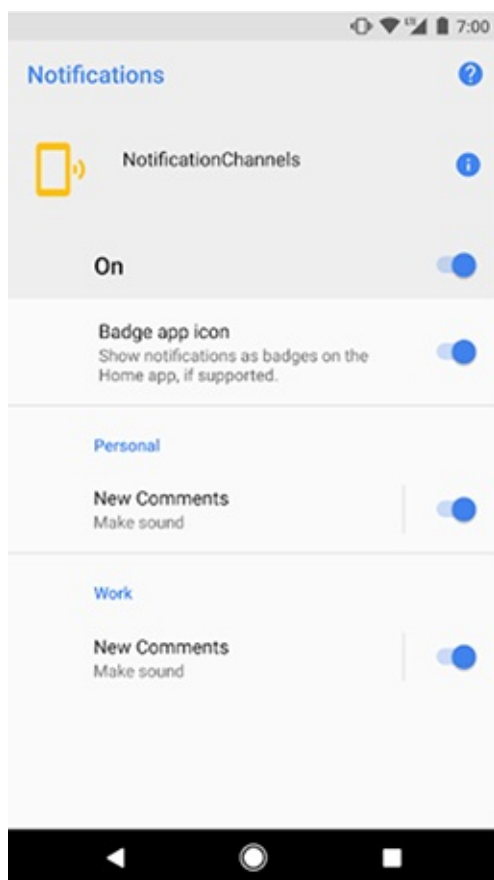 LTE 7:00
Notifications
NotificationChannels
On
Badge app icon
Show notifications as badges on the
Home app, if supported.
Personal
New Comments
Make sound
Work
New Comments
Make sound